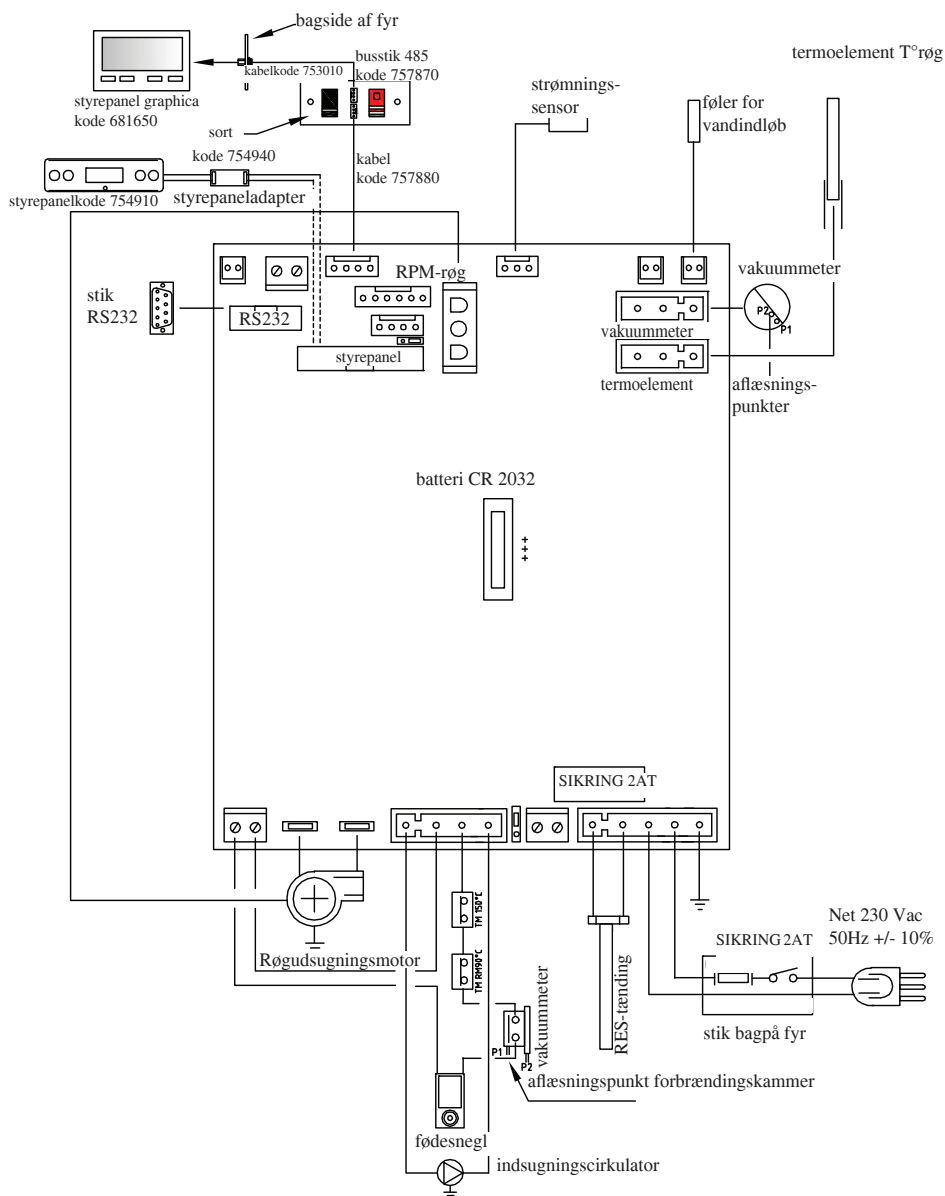 bagside af fyr
busstik 485
kode 757870
kabelkode 753010
styrepanel graphica
kode 681650
sort
strømnings-
sensor
føler for
vandindløb
termoelement T°røg
kode 754940
kabel
kode 757880
styrepanelkode 754910
styrepaneladapter
stik
RS232
RS232
RPM-røg
styrepanel
vakuummeter
P2
P1
vakuummeter
termoelement
aflæsnings-
punkter
batteri CR 2032
+++
SIKRING 2AT
Røgudsugningsmotor
TM 150°C
TM RM90°C
vakuummeter
P1
P2
RES-tænding
SIKRING 2AT
Net 230 Vac
50Hz +/- 10%
stik bagpå fyr
aflæsningspunkt forbrændingskammer
fødesnegl
indsugningscirkulator